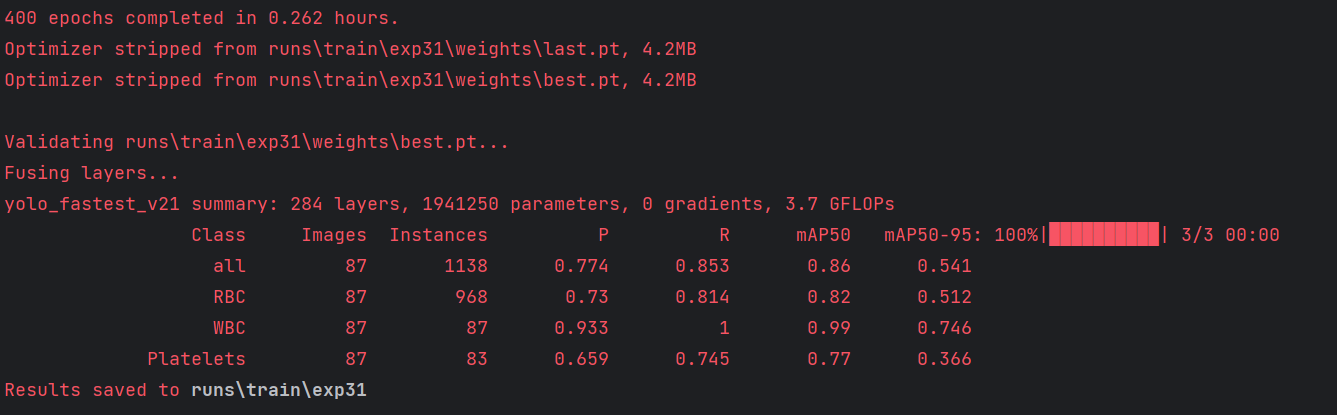 400 epochs completed in 0.262 hours.
Optimizer stripped from runs\train\exp31\weights\last.pt, 4.2MB
Optimizer stripped from runs\train\exp31\weights\best.pt, 4.2MB
Validating runs\train\exp31\weights\best.pt...
Fusing layers...
yolo_fastest_v21 summary: 284 layers, 1941250 parameters, 0 gradients, 3.7 GFLOPs
Class Images Instances P R mAP50 mAP50-95: 100%|██████████| 3/3 00:00
all 87 1138 0.774 0.853 0.86 0.541
RBC 87 968 0.73 0.814 0.82 0.512
WBC 87 87 0.933 1 0.99 0.746
Platelets 87 83 0.659 0.745 0.77 0.366
Results saved to runs\train\exp31